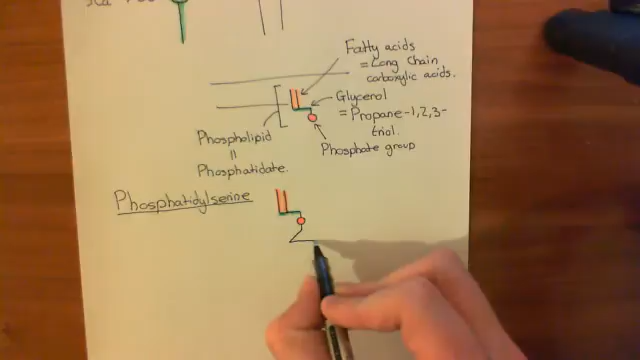 Fatty acids
= Long Chain
carboxylic acids.
Glycerol
= Propane-1,2,3-
triol.
Phosphate group
Phospholipid
=
Phosphatidate.
Phosphatidylserine